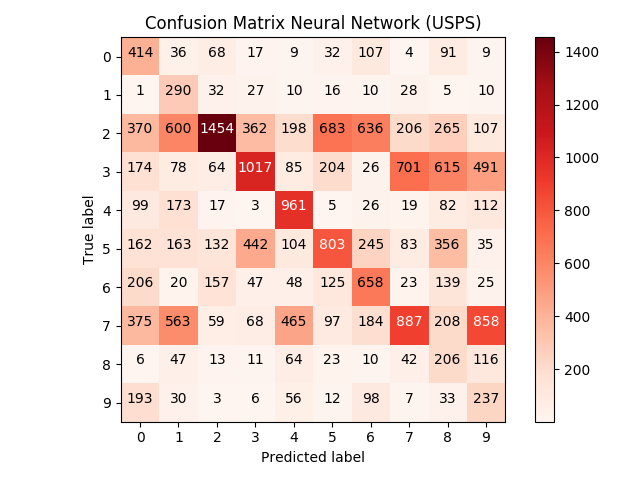 Confusion Matrix Neural Network (USPS)
0 414 36 68 17 9 32 107 4 91 9
1 1 290 32 27 10 16 10 28 5 10
2 370 600 1454 362 198 683 636 206 265 107
3 174 78 64 1017 85 204 26 701 615 491
4 99 173 17 3 961 5 26 19 82 112
5 162 163 132 442 104 803 245 83 356 35
6 206 20 157 47 48 125 658 23 139 25
7 375 563 59 68 465 97 184 887 208 858
8 6 47 13 11 64 23 10 42 206 116
9 193 30 3 6 56 12 98 7 33 237
0 1 2 3 4 5 6 7 8 9
Predicted label
True label
1400
1200
1000
800
600
400
200